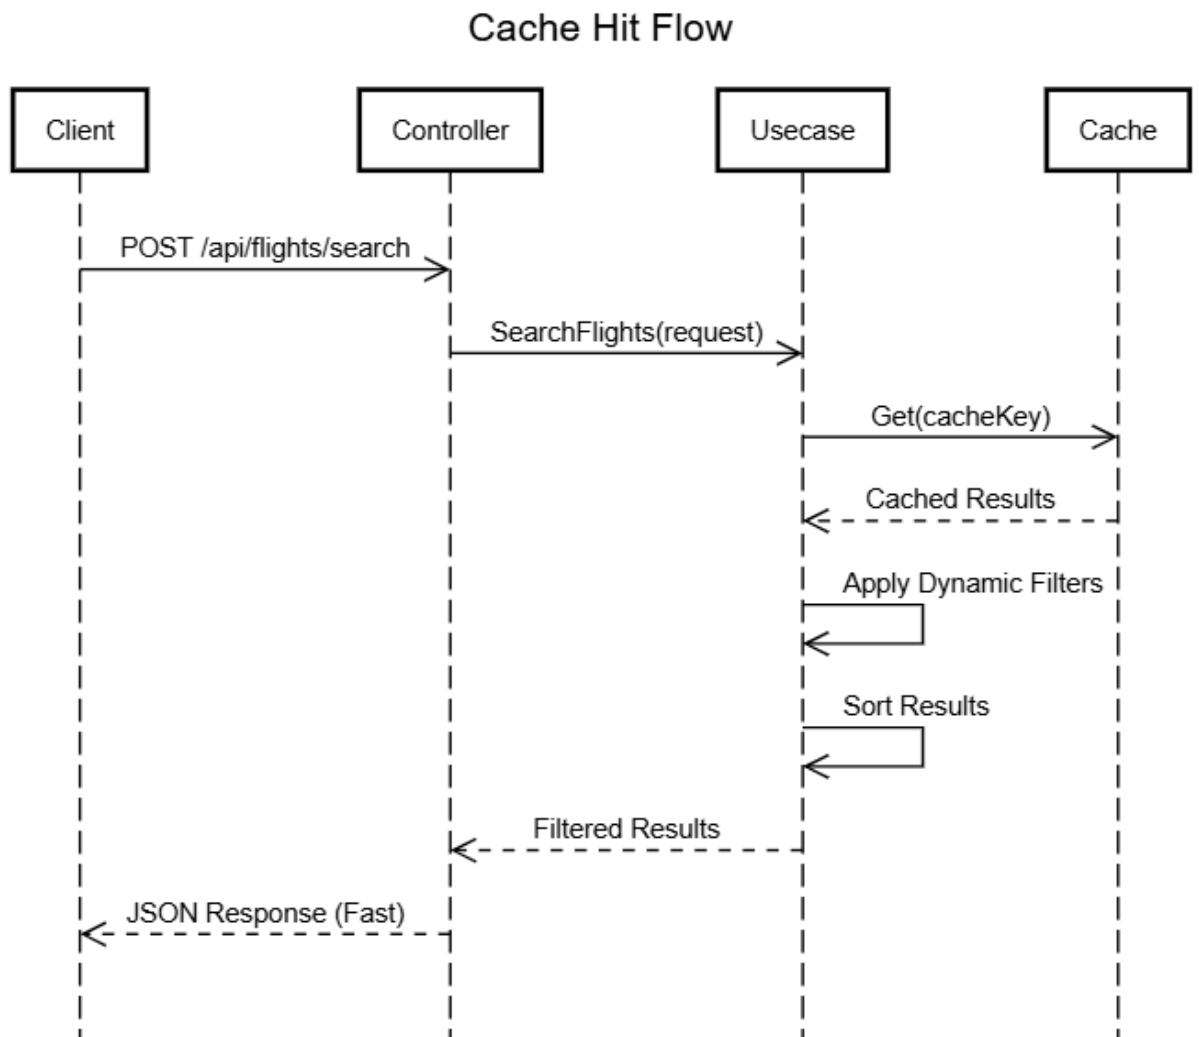 Cache Hit Flow
Client
Controller
Usecase
Cache
POST /api/flights/search
SearchFlights(request)
Get(cacheKey)
Cached Results
Apply Dynamic Filters
Sort Results
Filtered Results
JSON Response (Fast)